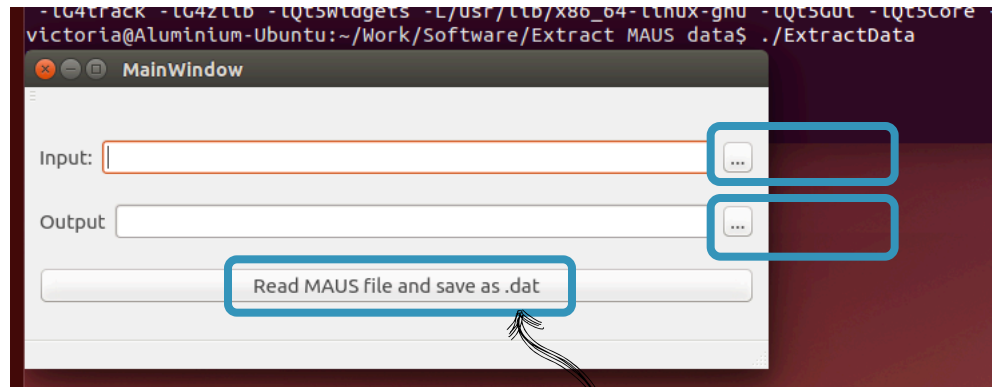 -lG4track -lG4zlib -lQt5Widgets -L/usr/lib/x86_64-linux-gnu -lQt5Gui -lQt5Core -
victoria@Aluminium-Ubuntu:~/Work/Software/Extract MAUS data$ ./ExtractData
MainWindow
Input: ...
Output ...
Read MAUS file and save as .dat